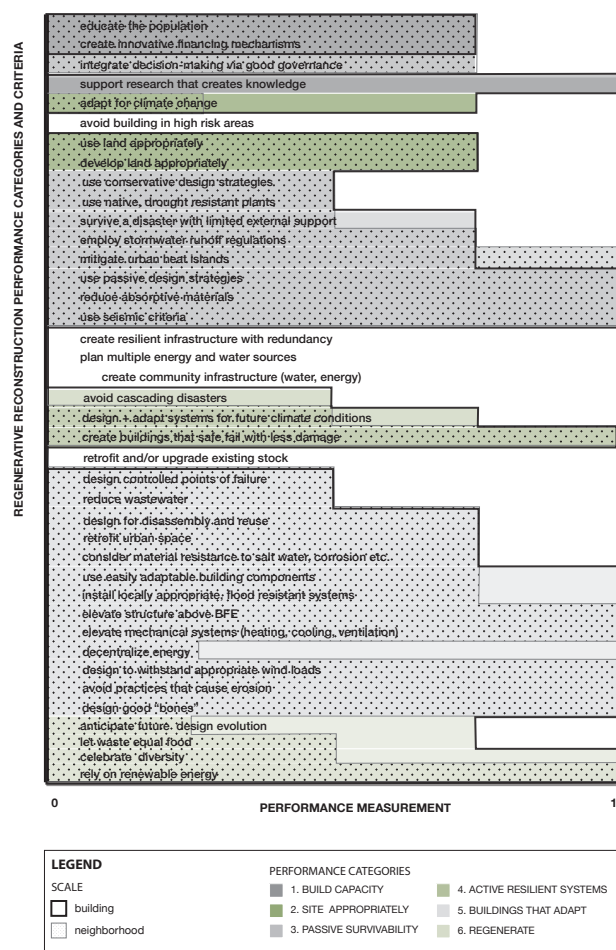 REGENERATIVE RECONSTRUCTION PERFORMANCE CATEGORIES AND CRITERIA
educate the population
create innovative financing mechanisms
integrate decision-making via good governance
support research that creates knowledge
adapt for climate change
avoid building in high risk areas
use land appropriately
develop land appropriately
use conservative design strategies
use native, drought resistant plants
survive a disaster with limited external support
employ stormwater runoff regulations
mitigate urban heat islands
use passive design strategies
reduce absorptive materials
use seismic criteria
create resilient infrastructure with redundancy
plan multiple energy and water sources
create community infrastructure (water, energy)
avoid cascading disasters
design + adapt systems for future climate conditions
create buildings that safe fail with less damage
retrofit and/or upgrade existing stock
design controlled points of failure
reduce wastewater
design for disassembly and reuse
retrofit urban space
consider material resistance to salt water, corrosion etc.
use easily adaptable building components
install locally appropriate, flood resistant systems
elevate structure above BFE
elevate mechanical systems (heating, cooling, ventilation)
decentralize energy
design to withstand appropriate wind loads
avoid practices that cause erosion
design good "bones"
anticipate future design evolution
let waste equal food
celebrate diversity
rely on renewable energy
0 PERFORMANCE MEASUREMENT 1
LEGEND
SCALE
building
neighborhood
PERFORMANCE CATEGORIES
1. BUILD CAPACITY
2. SITE APPROPRIATELY
3. PASSIVE SURVIVABILITY
4. ACTIVE RESILIENT SYSTEMS
5. BUILDINGS THAT ADAPT
6. REGENERATE